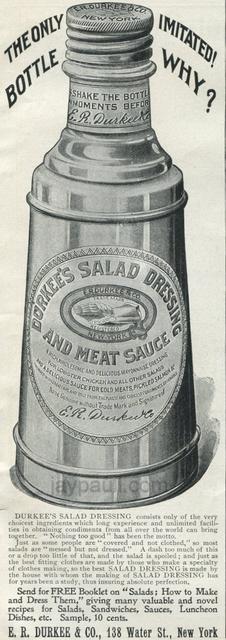 E.R. DURKEE & CO.
NEW YORK.
THE ONLY BOTTLE
IMITATED! WHY?
SHAKE THE BOTTLE
MOMENTS BEFORE
E. R. Durkee & Co
DURKEE'S SALAD DRESSING
E.R. DURKEE & CO.
NEW YORK
AND MEAT SAUCE
E. R. Durkee & Co
jaypaull.com
DURKEE'S SALAD DRESSING consists only of the very
choicest ingredients which long experience and unlimited facili-
ties in obtaining condiments from all over the world can bring
together. "Nothing too good" has been the motto.
Just as some people are "covered and not clothed," so most
salads are "messed but not dressed." A dash too much of this
or a drop too little of that, and the salad is spoiled; and just as
the best fitting clothes are made by those who make a specialty
of clothes making, so the best SALAD DRESSING is made by
the house with whom the making of SALAD DRESSING has
for years been a study, thus insuring absolute perfection.
Send for FREE Booklet on "Salads; How to Make
and Dress Them," giving many valuable and novel
recipes for Salads, Sandwiches, Sauces, Luncheon
Dishes, etc. Sample, 10 cents.
E. R. DURKEE & CO., 138 Water St., New York